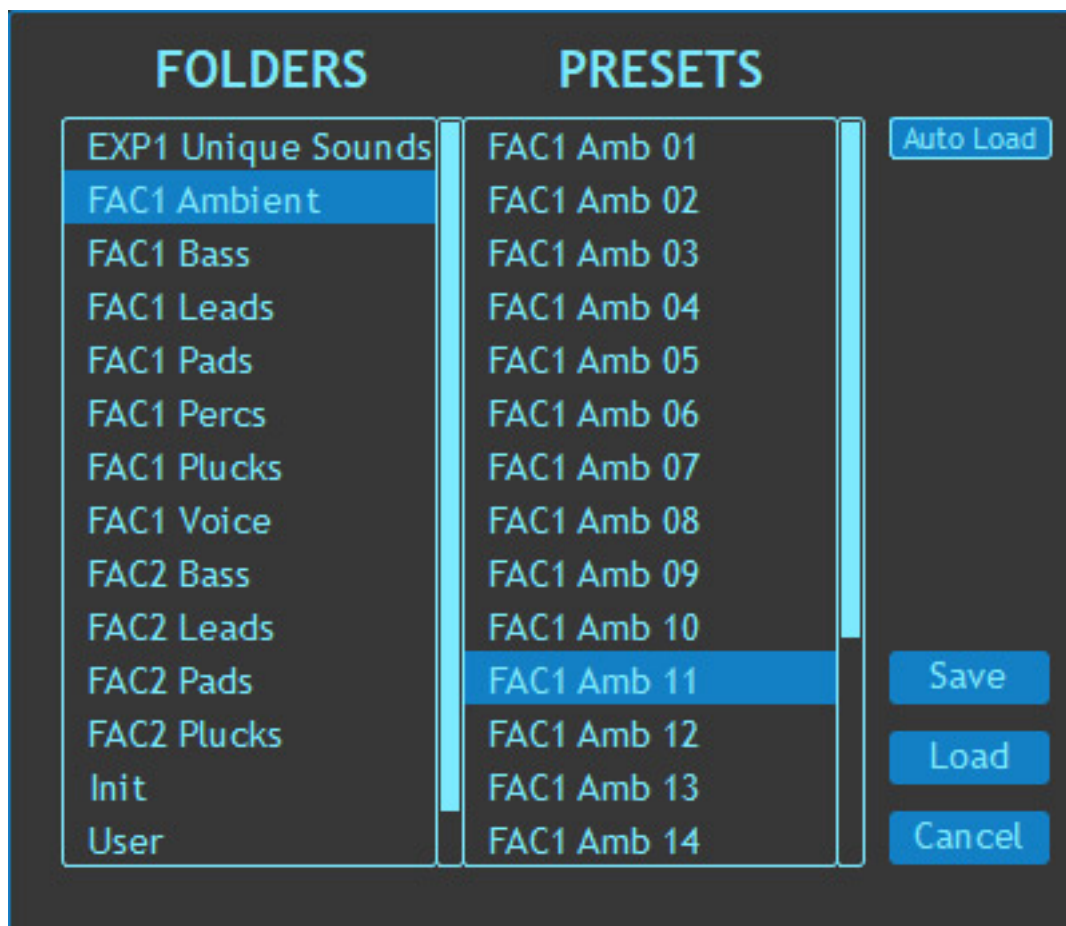 FOLDERS
EXP1 Unique Sounds
FAC1 Ambient
FAC1 Bass
FAC1 Leads
FAC1 Pads
FAC1 Percs
FAC1 Plucks
FAC1 Voice
FAC2 Bass
FAC2 Leads
FAC2 Pads
FAC2 Plucks
Init
User
PRESETS
FAC1 Amb 01
FAC1 Amb 02
FAC1 Amb 03
FAC1 Amb 04
FAC1 Amb 05
FAC1 Amb 06
FAC1 Amb 07
FAC1 Amb 08
FAC1 Amb 09
FAC1 Amb 10
FAC1 Amb 11
FAC1 Amb 12
FAC1 Amb 13
FAC1 Amb 14
Auto Load
Save
Load
Cancel